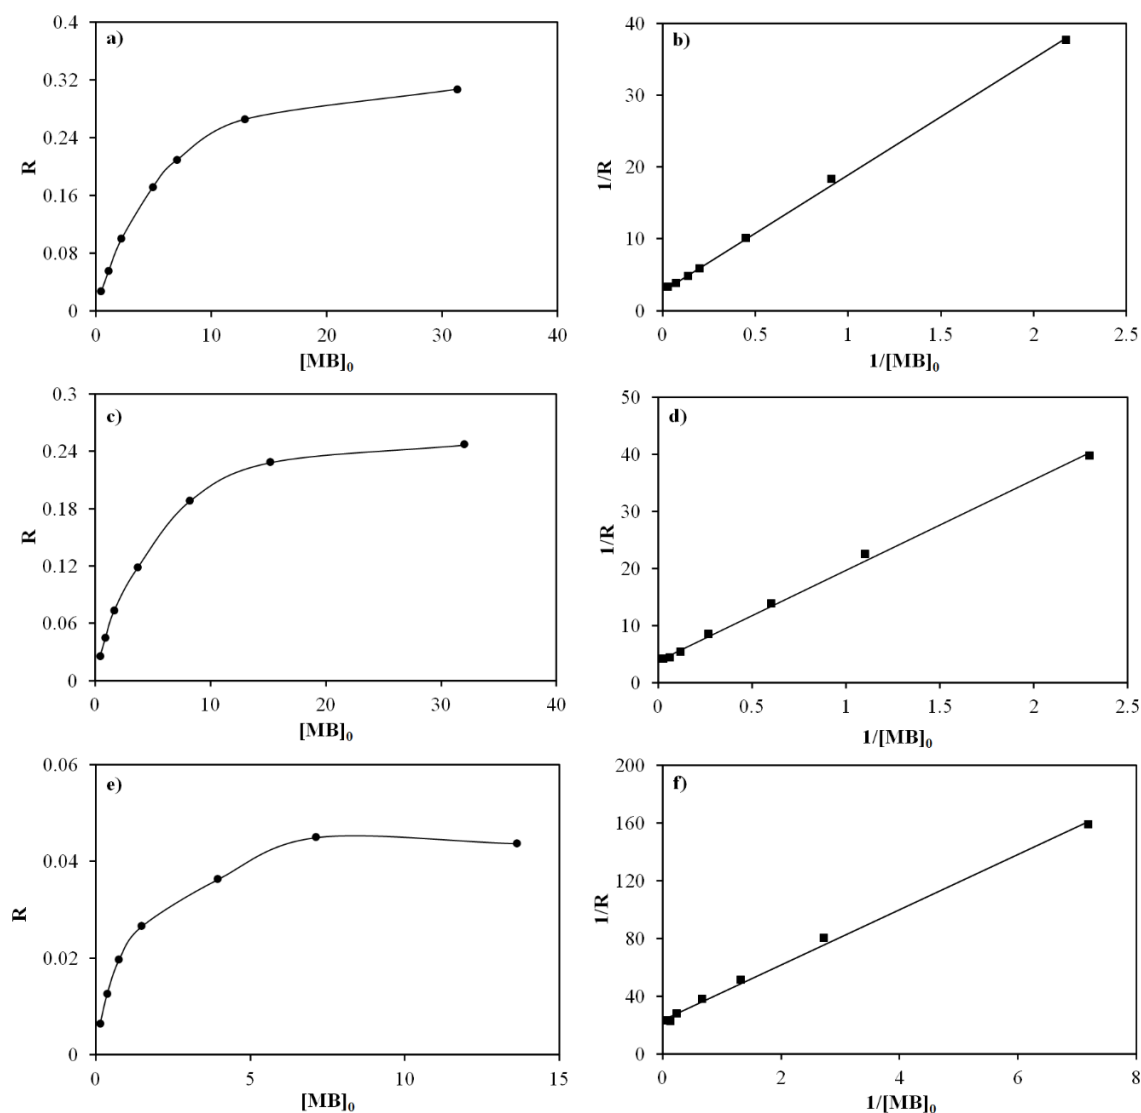 a)
R
0.4
0.32
0.24
0.16
0.08
0
0 10 20 30 40
[MB]0
b)
1/R
40
30
20
10
0
0 0.5 1 1.5 2 2.5
1/[MB]0
c)
R
0.3
0.24
0.18
0.12
0.06
0
0 10 20 30 40
[MB]0
d)
1/R
50
40
30
20
10
0
0 0.5 1 1.5 2 2.5
1/[MB]0
e)
R
0.06
0.04
0.02
0
0 5 10 15
[MB]0
f)
1/R
200
160
120
80
40
0
0 2 4 6 8
1/[MB]0